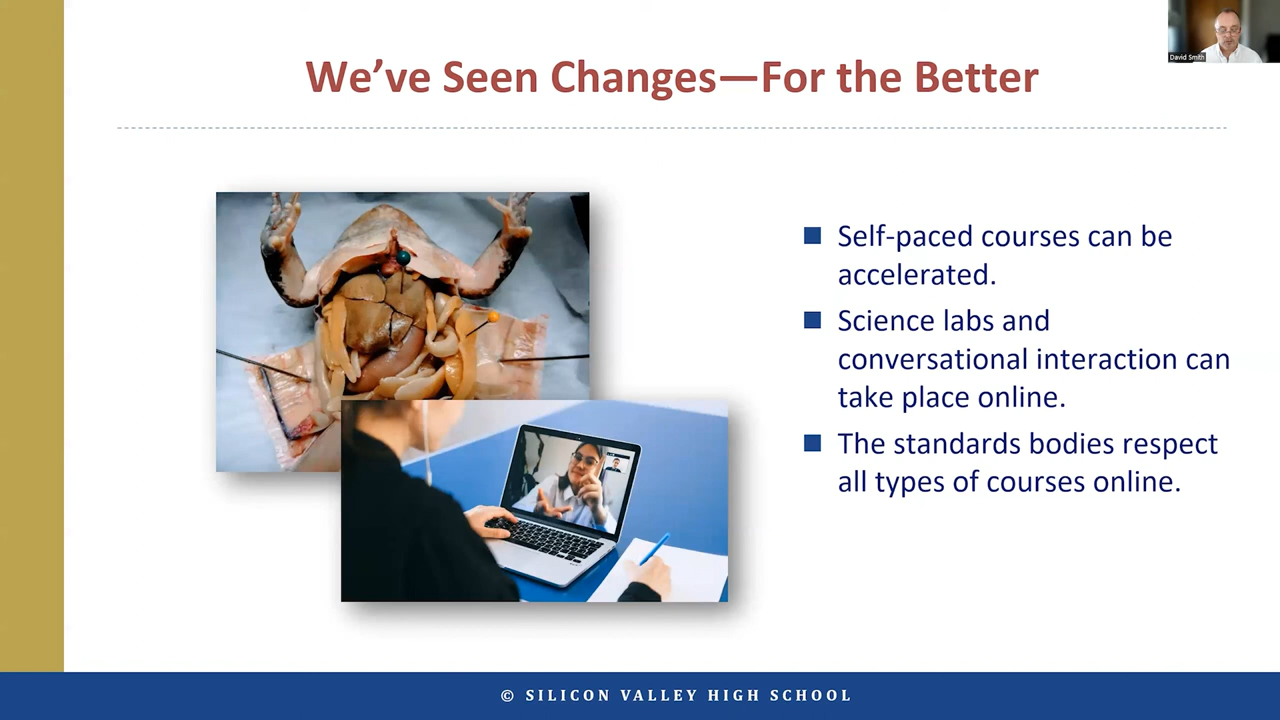 David Smith
We've Seen Changes—For the Better
■ Self-paced courses can be
accelerated.
■ Science labs and
conversational interaction can
take place online.
■ The standards bodies respect
all types of courses online.
© SILICON VALLEY HIGH SCHOOL